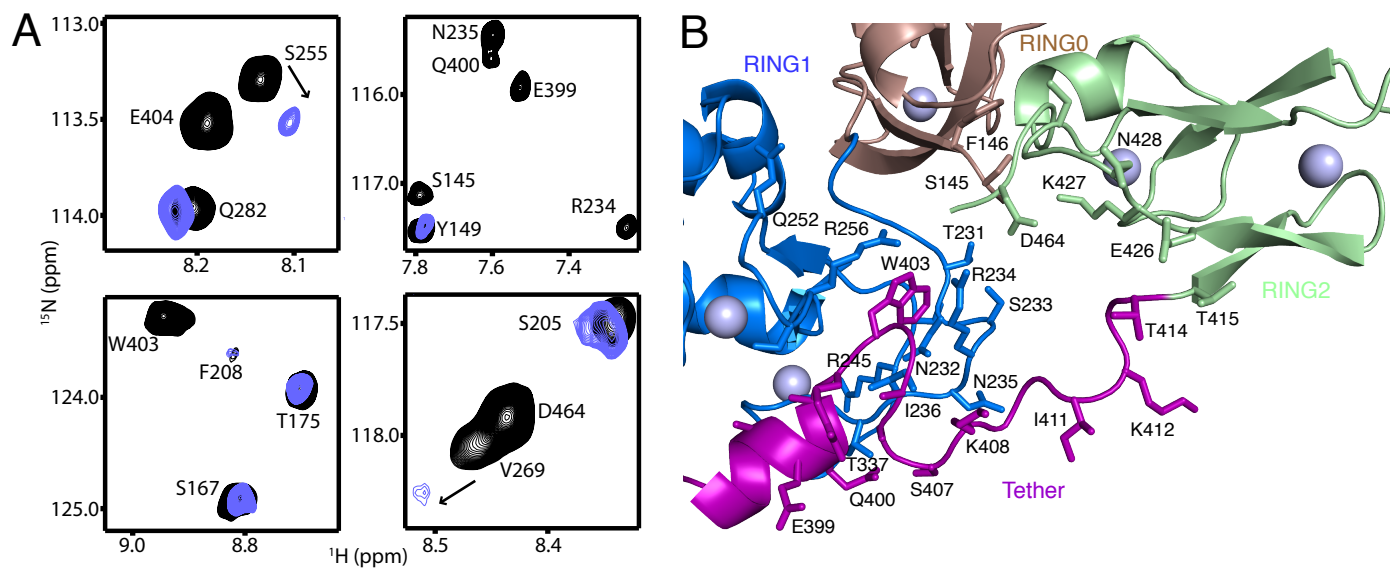 A
113.0
113.5
114.0
8.2
8.1
S255
E404
Q282
116.0
117.0
7.8
7.6
7.4
N235
Q400
E399
S145
Y149
R234
¹⁵N (ppm)
124.0
125.0
9.0
8.8
W403
F208
T175
S167
117.5
118.0
8.5
8.4
S205
D464
V269
¹H (ppm)
B
RING1
RING0
RING2
F146
N428
S145
K427
Q252
R256
T231
D464
E426
W403
R234
S233
T415
T414
R245
N232
N235
I236
I411
K412
K408
T337
Q400
S407
Tether
E399